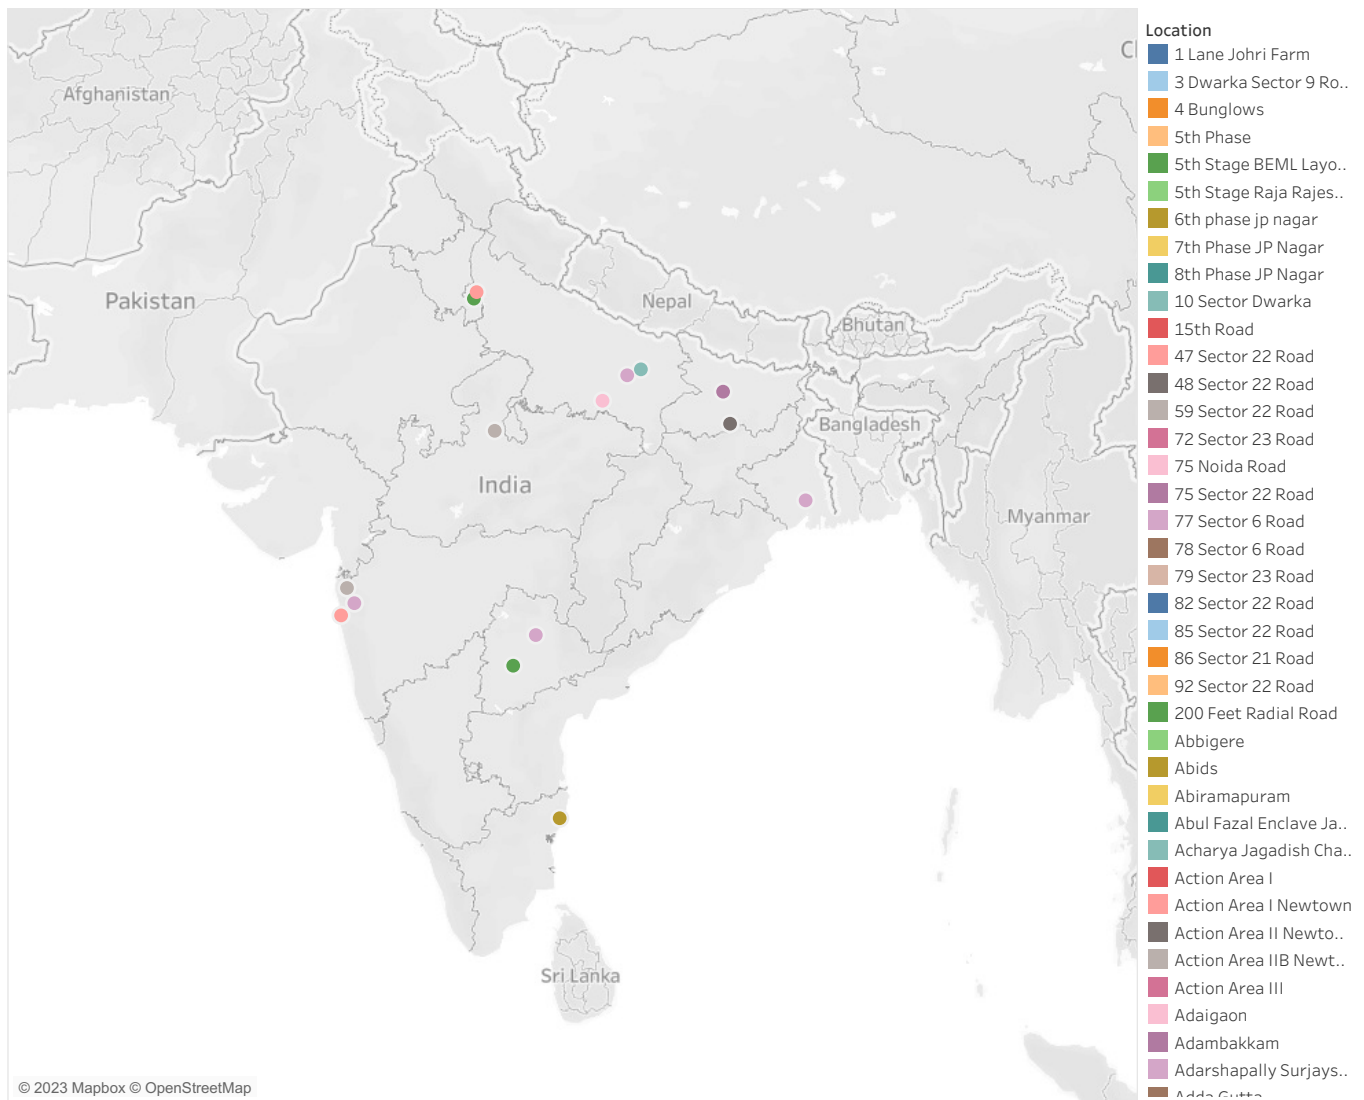 Afghanistan
Pakistan
Nepal
Bhutan
Bangladesh
India
Myanmar
Sri Lanka
© 2023 Mapbox © OpenStreetMap
Location
1 Lane Johri Farm
3 Dwarka Sector 9 Ro..
4 Bunglows
5th Phase
5th Stage BEML Layo..
5th Stage Raja Rajes..
6th phase jp nagar
7th Phase JP Nagar
8th Phase JP Nagar
10 Sector Dwarka
15th Road
47 Sector 22 Road
48 Sector 22 Road
59 Sector 22 Road
72 Sector 23 Road
75 Noida Road
75 Sector 22 Road
77 Sector 6 Road
78 Sector 6 Road
79 Sector 23 Road
82 Sector 22 Road
85 Sector 22 Road
86 Sector 21 Road
92 Sector 22 Road
200 Feet Radial Road
Abbigere
Abids
Abiramapuram
Abul Fazal Enclave Ja..
Acharya Jagadish Cha..
Action Area I
Action Area I Newtown
Action Area II Newto..
Action Area IIB Newt..
Action Area III
Adaigaon
Adambakkam
Adarshapally Surjays..
Adda Gutta